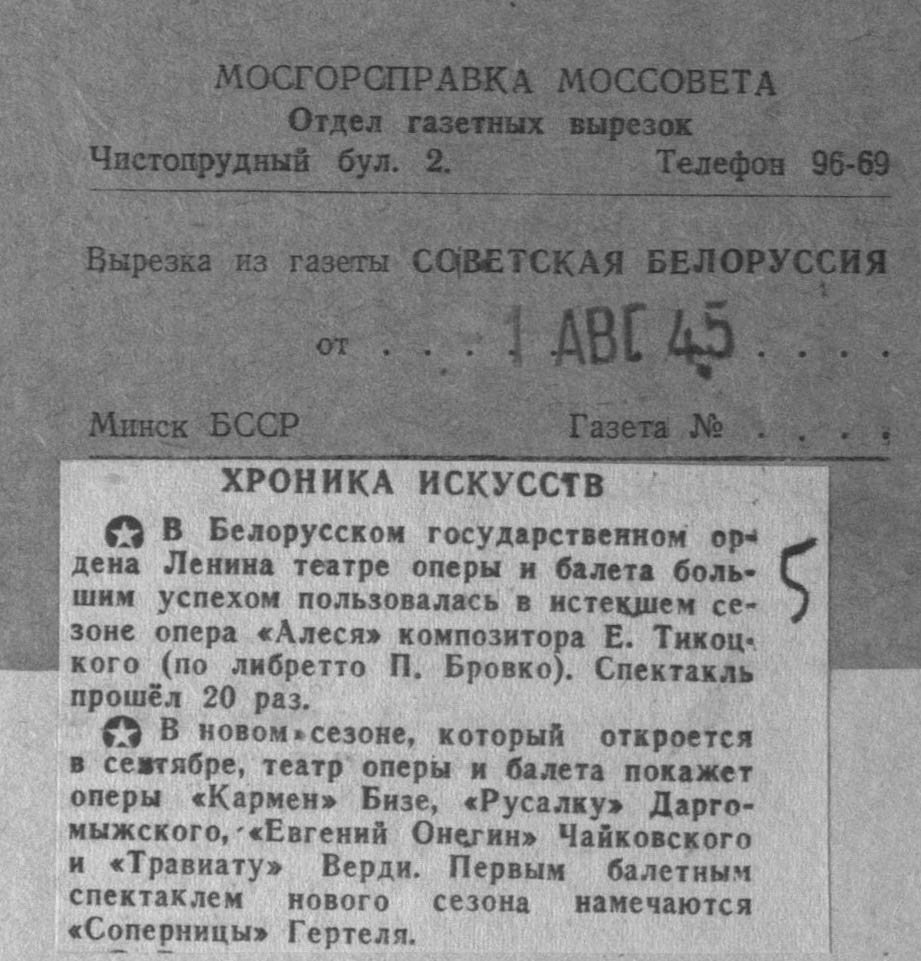 МОСГОРСПРАВКА МОССОВЕТА
Отдел газетных вырезок
Чистопрудный бул. 2. Телефон 96-69
Вырезка из газеты СОВЕТСКАЯ БЕЛОРУССИЯ
от . . . 1 АВГ 45 . . . .
Минск БССР Газета № . . . .
ХРОНИКА ИСКУССТВ
В Белорусском государственном ор-
дена Ленина театре оперы и балета боль-
шим успехом пользовалась в истекшем се-
зоне опера «Алеся» композитора Е. Тикоц-
кого (по либретто П. Бровко). Спектакль
прошёл 20 раз.
В новом сезоне, который откроется
в сентябре, театр оперы и балета покажет
оперы «Кармен» Бизе, «Русалку» Дарго-
мыжского, «Евгений Онегин» Чайковского
и «Травиату» Верди. Первым балетным
спектаклем нового сезона намечаются
«Соперницы» Гертеля.
5